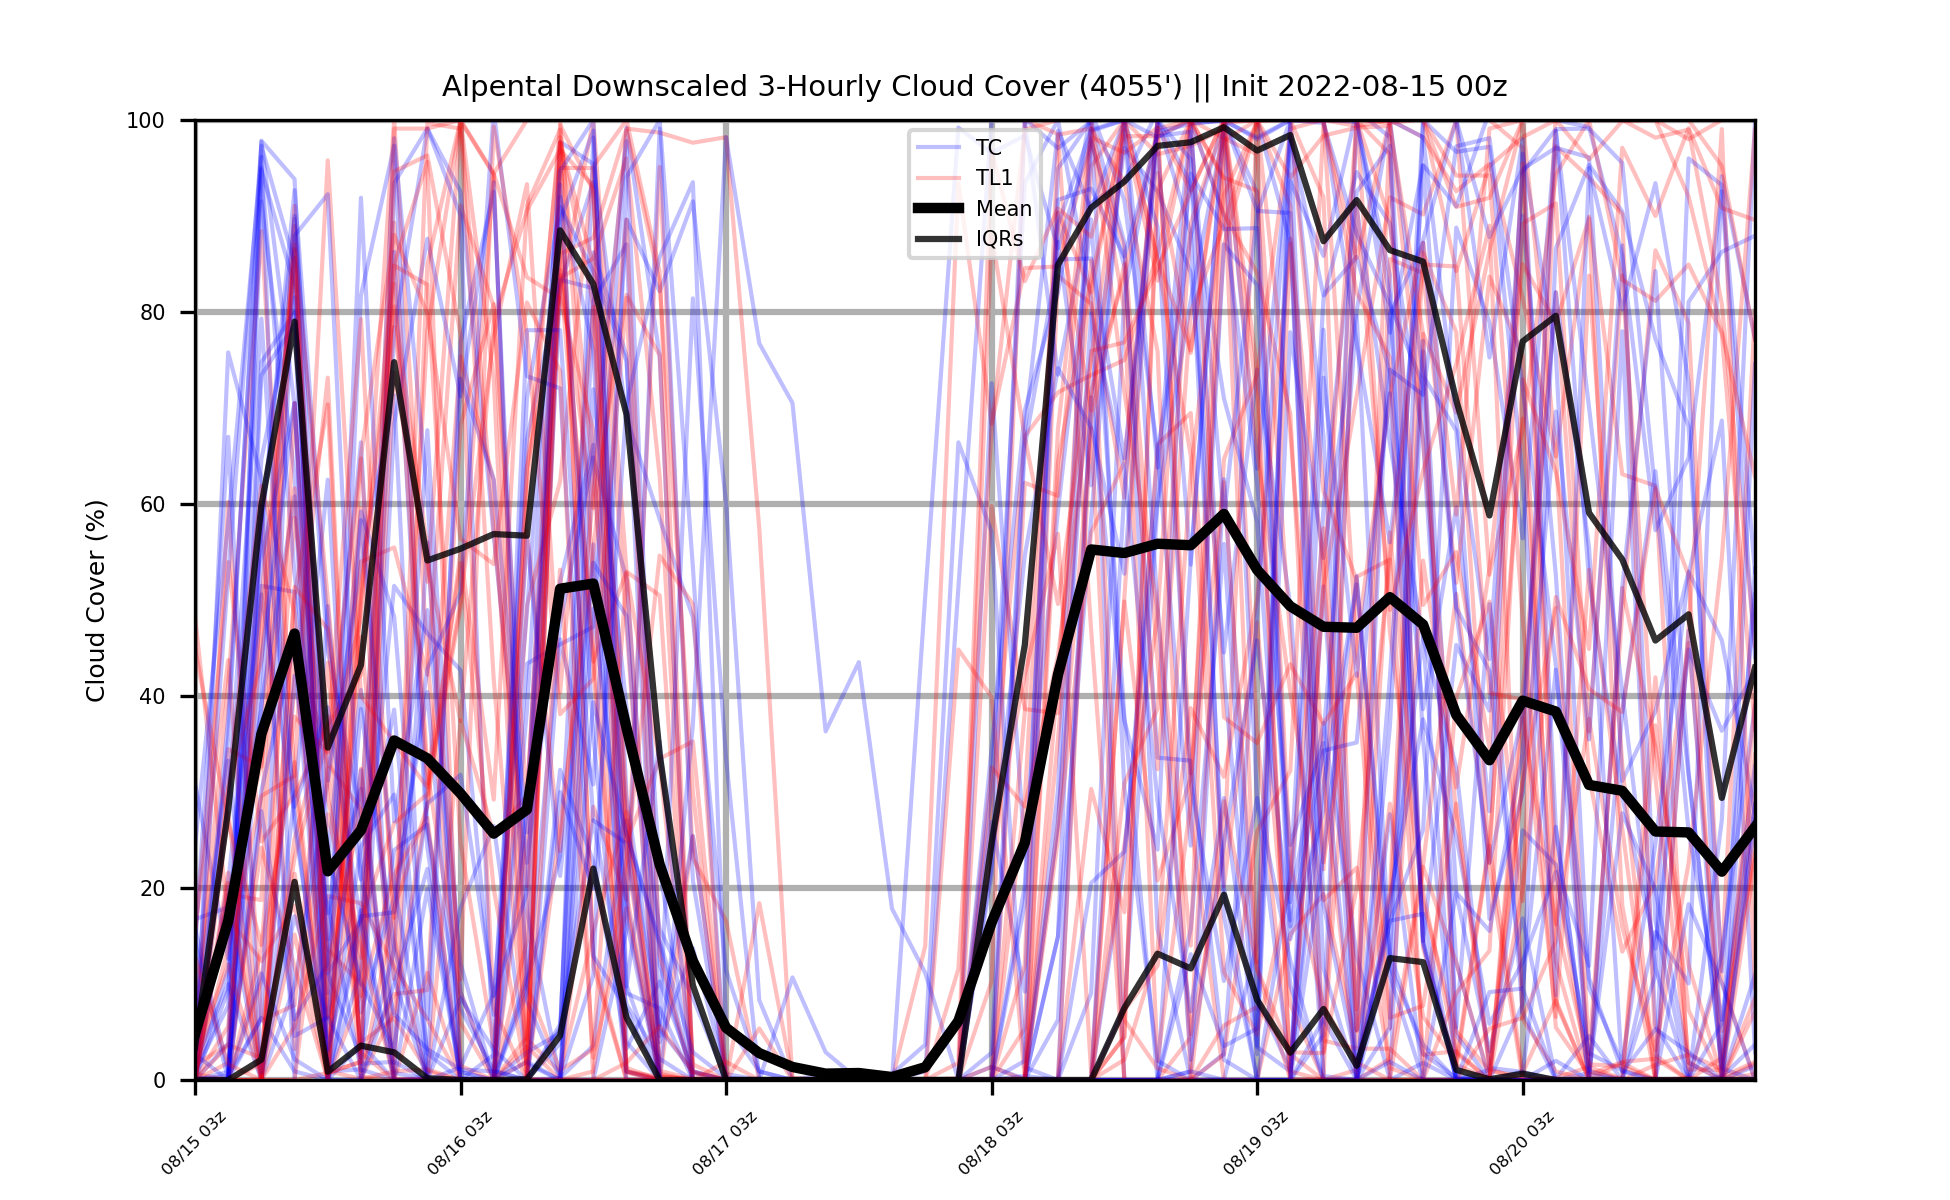 Alpental Downscaled 3-Hourly Cloud Cover (4055') || Init 2022-08-15 00z
Cloud Cover (%)
100
80
60
40
20
0
TC
TL1
Mean
IQRs
08/15 03z
08/16 03z
08/17 03z
08/18 03z
08/19 03z
08/20 03z